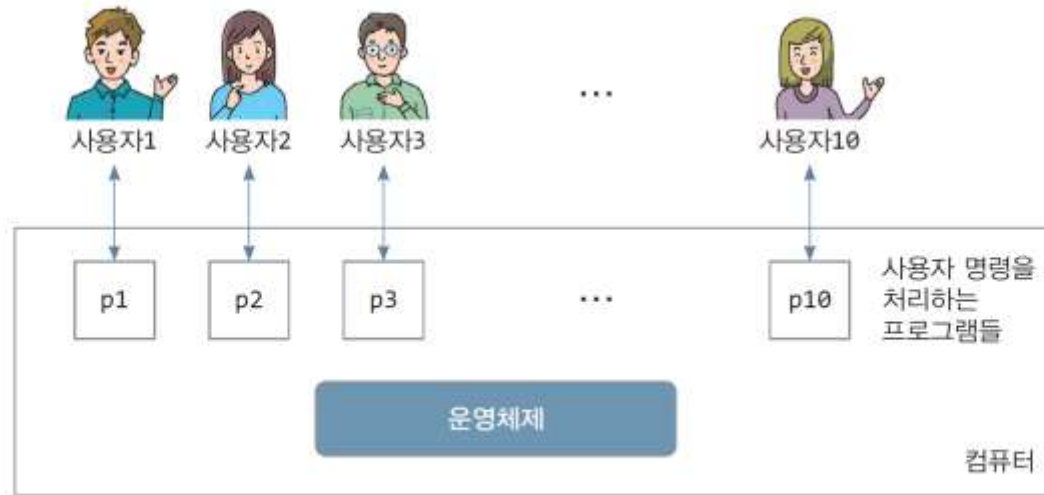 사용자1 사용자2 사용자3 ... 사용자10
p1 p2 p3 ... p10
사용자 명령을
처리하는
프로그램들
운영체제
컴퓨터